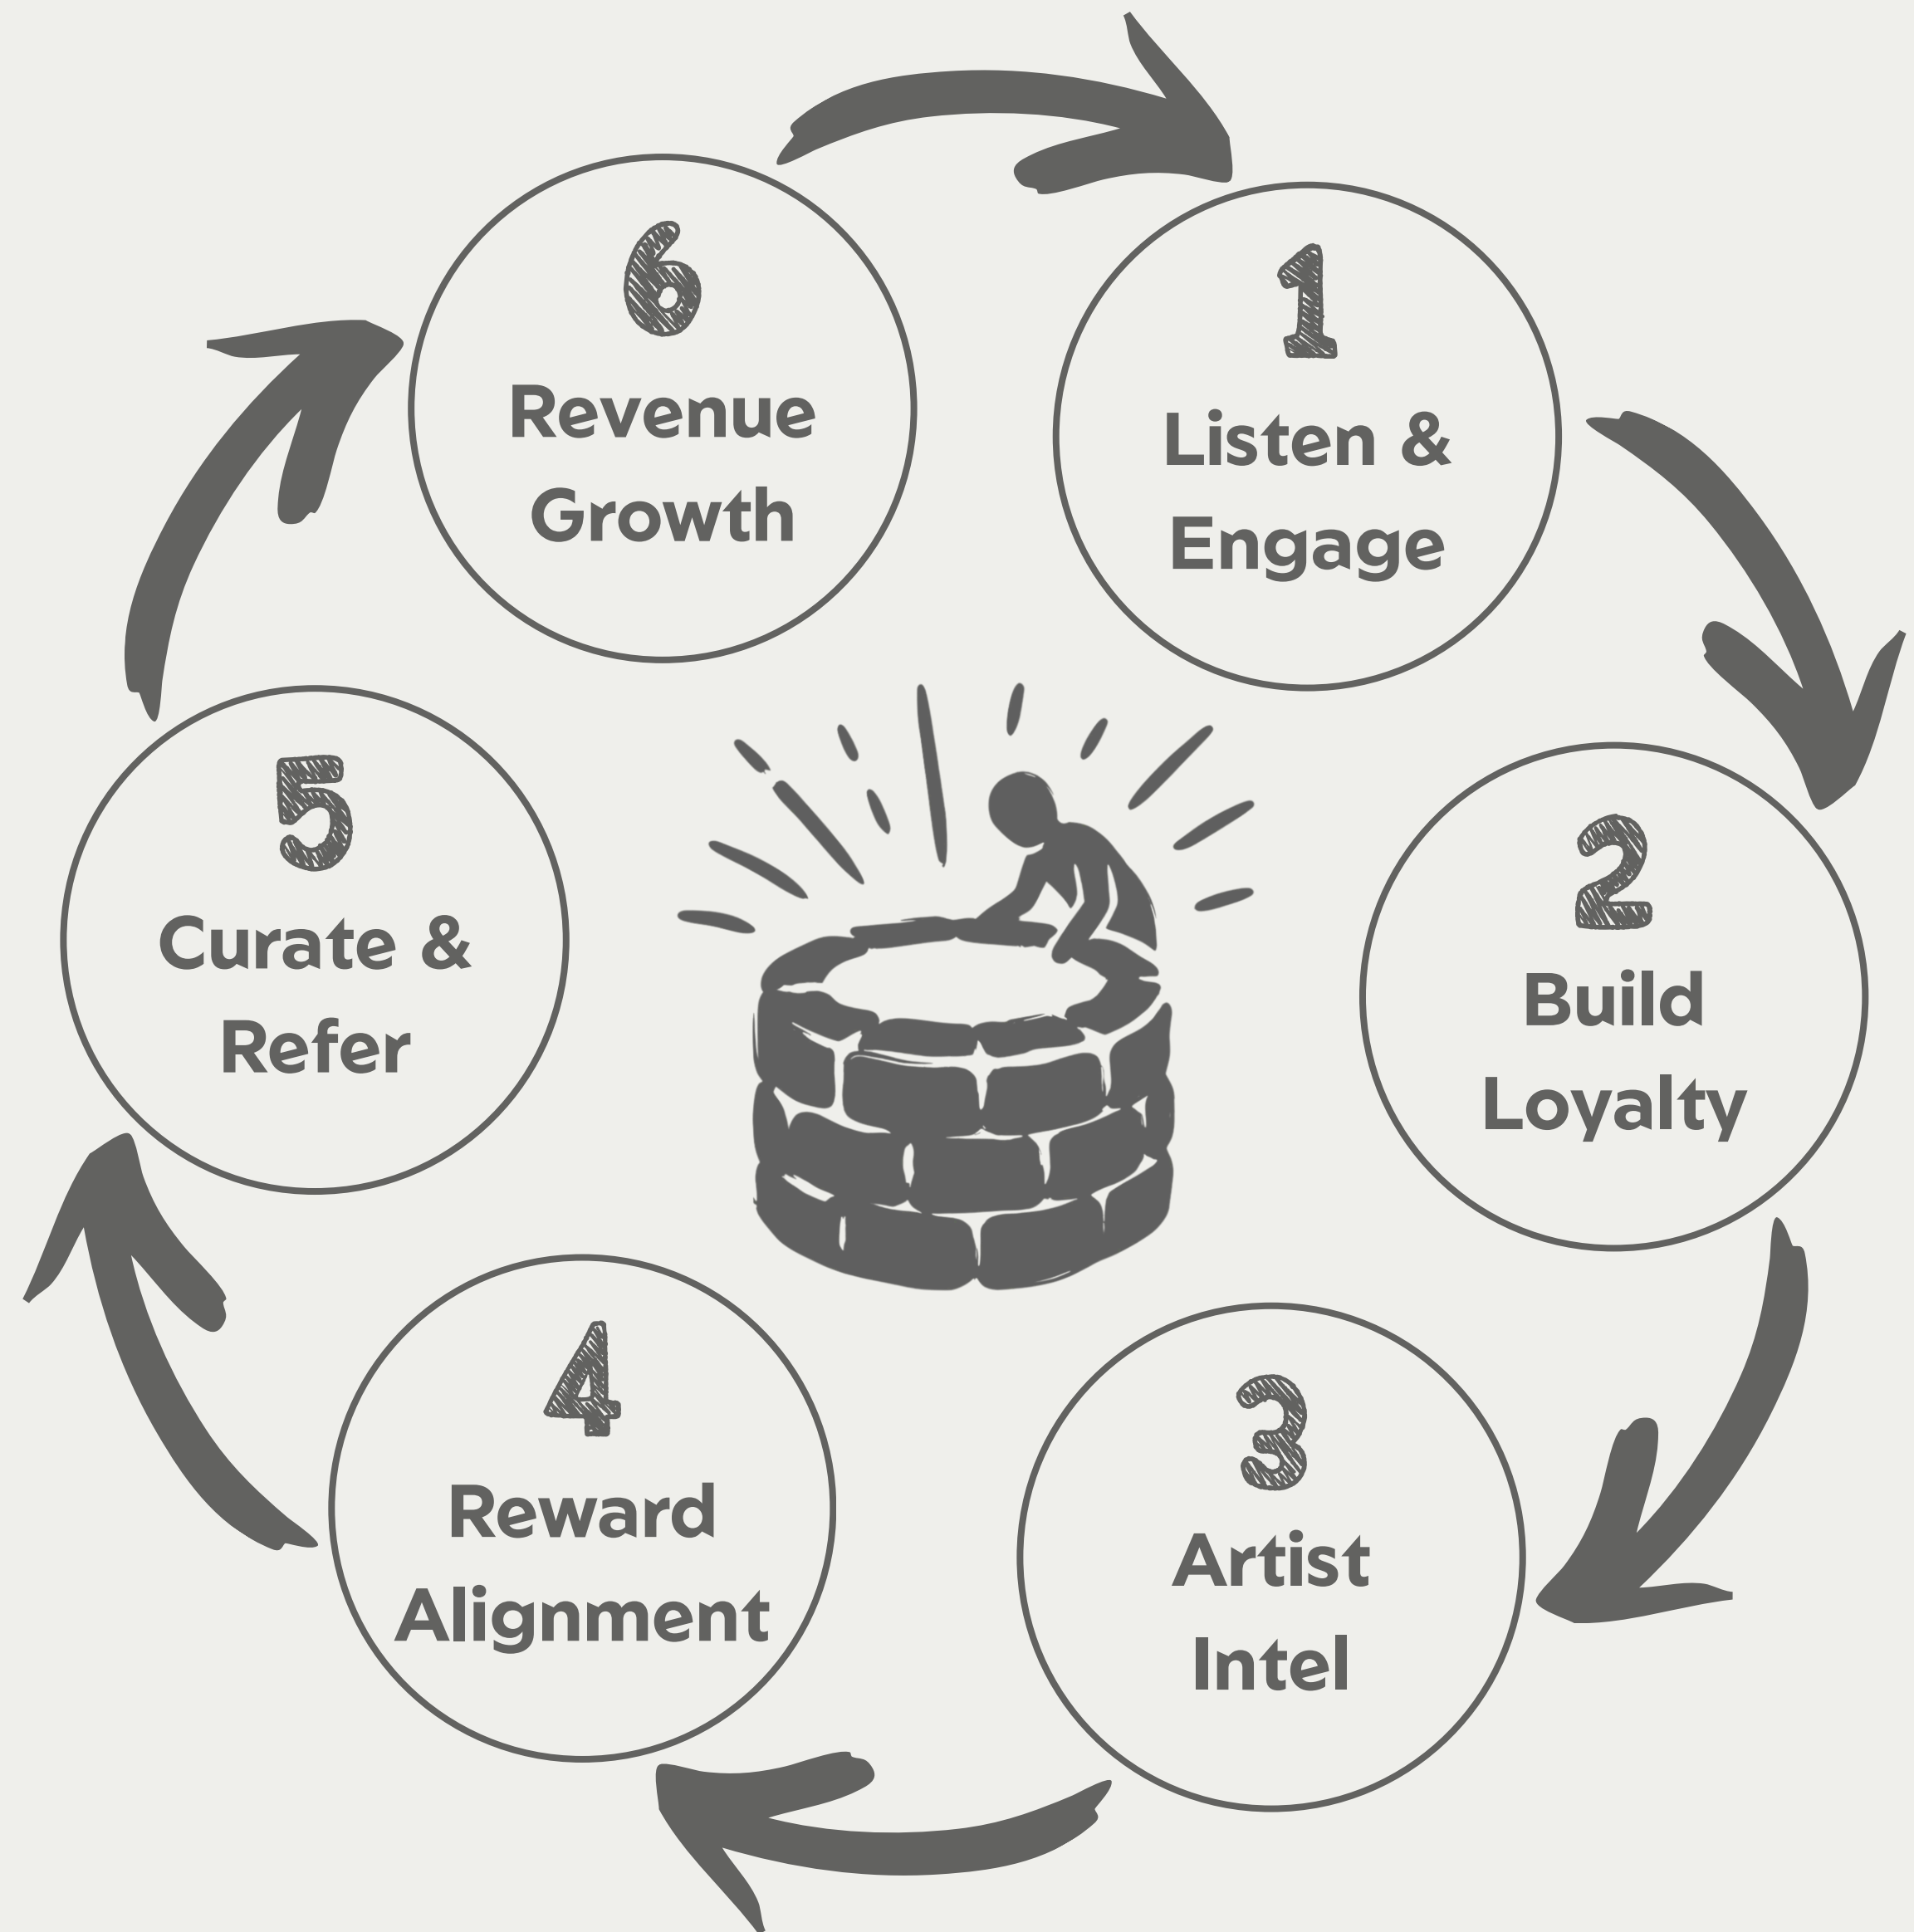 1
Listen &
Engage
2
Build
Loyalty
3
Artist
Intel
4
Reward
Alignment
5
Curate &
Refer
6
Revenue
Growth